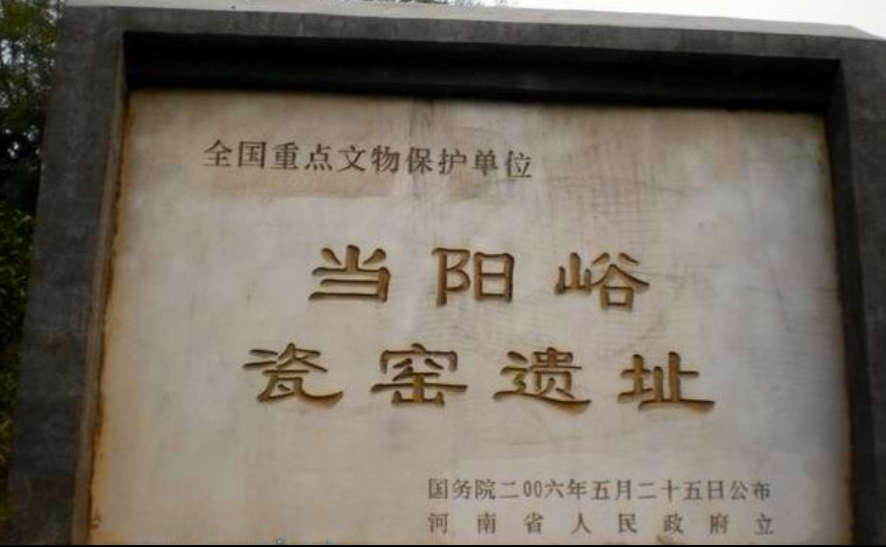 全国重点文物保护单位
当阳峪
瓷窑遗址
国务院二00六年五月二十五日公布
河南省人民政府立